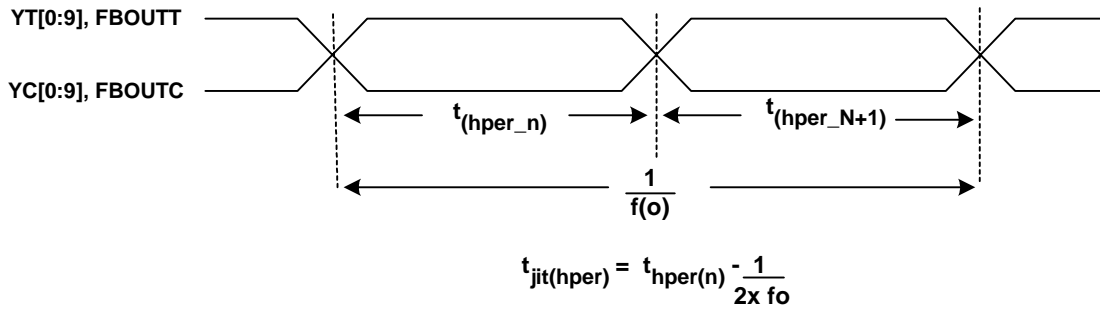 YT[0:9], FBOUTT
YC[0:9], FBOUTC
t(hper_n)
t(hper_N+1)
1
f(o)
tjit(hper) = thper(n) - 1
2x fo